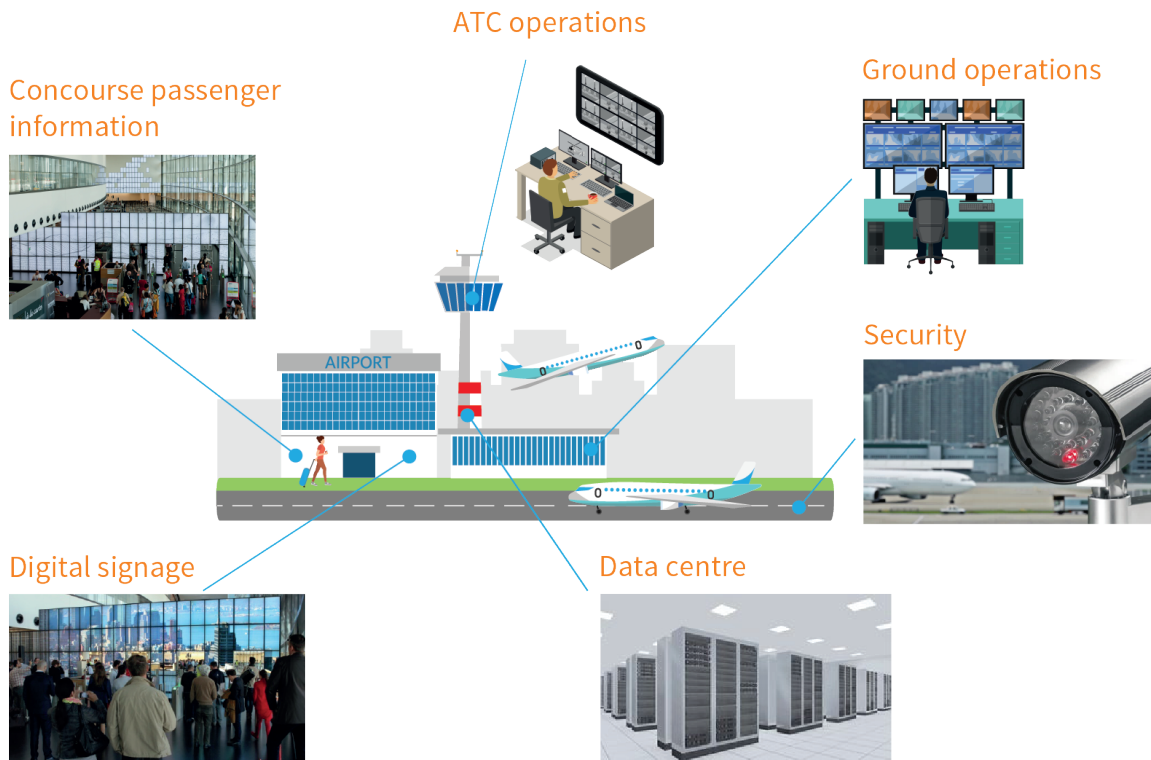 ATC operations
Ground operations
Concourse passenger
information
Security
AIRPORT
Digital signage
Data centre